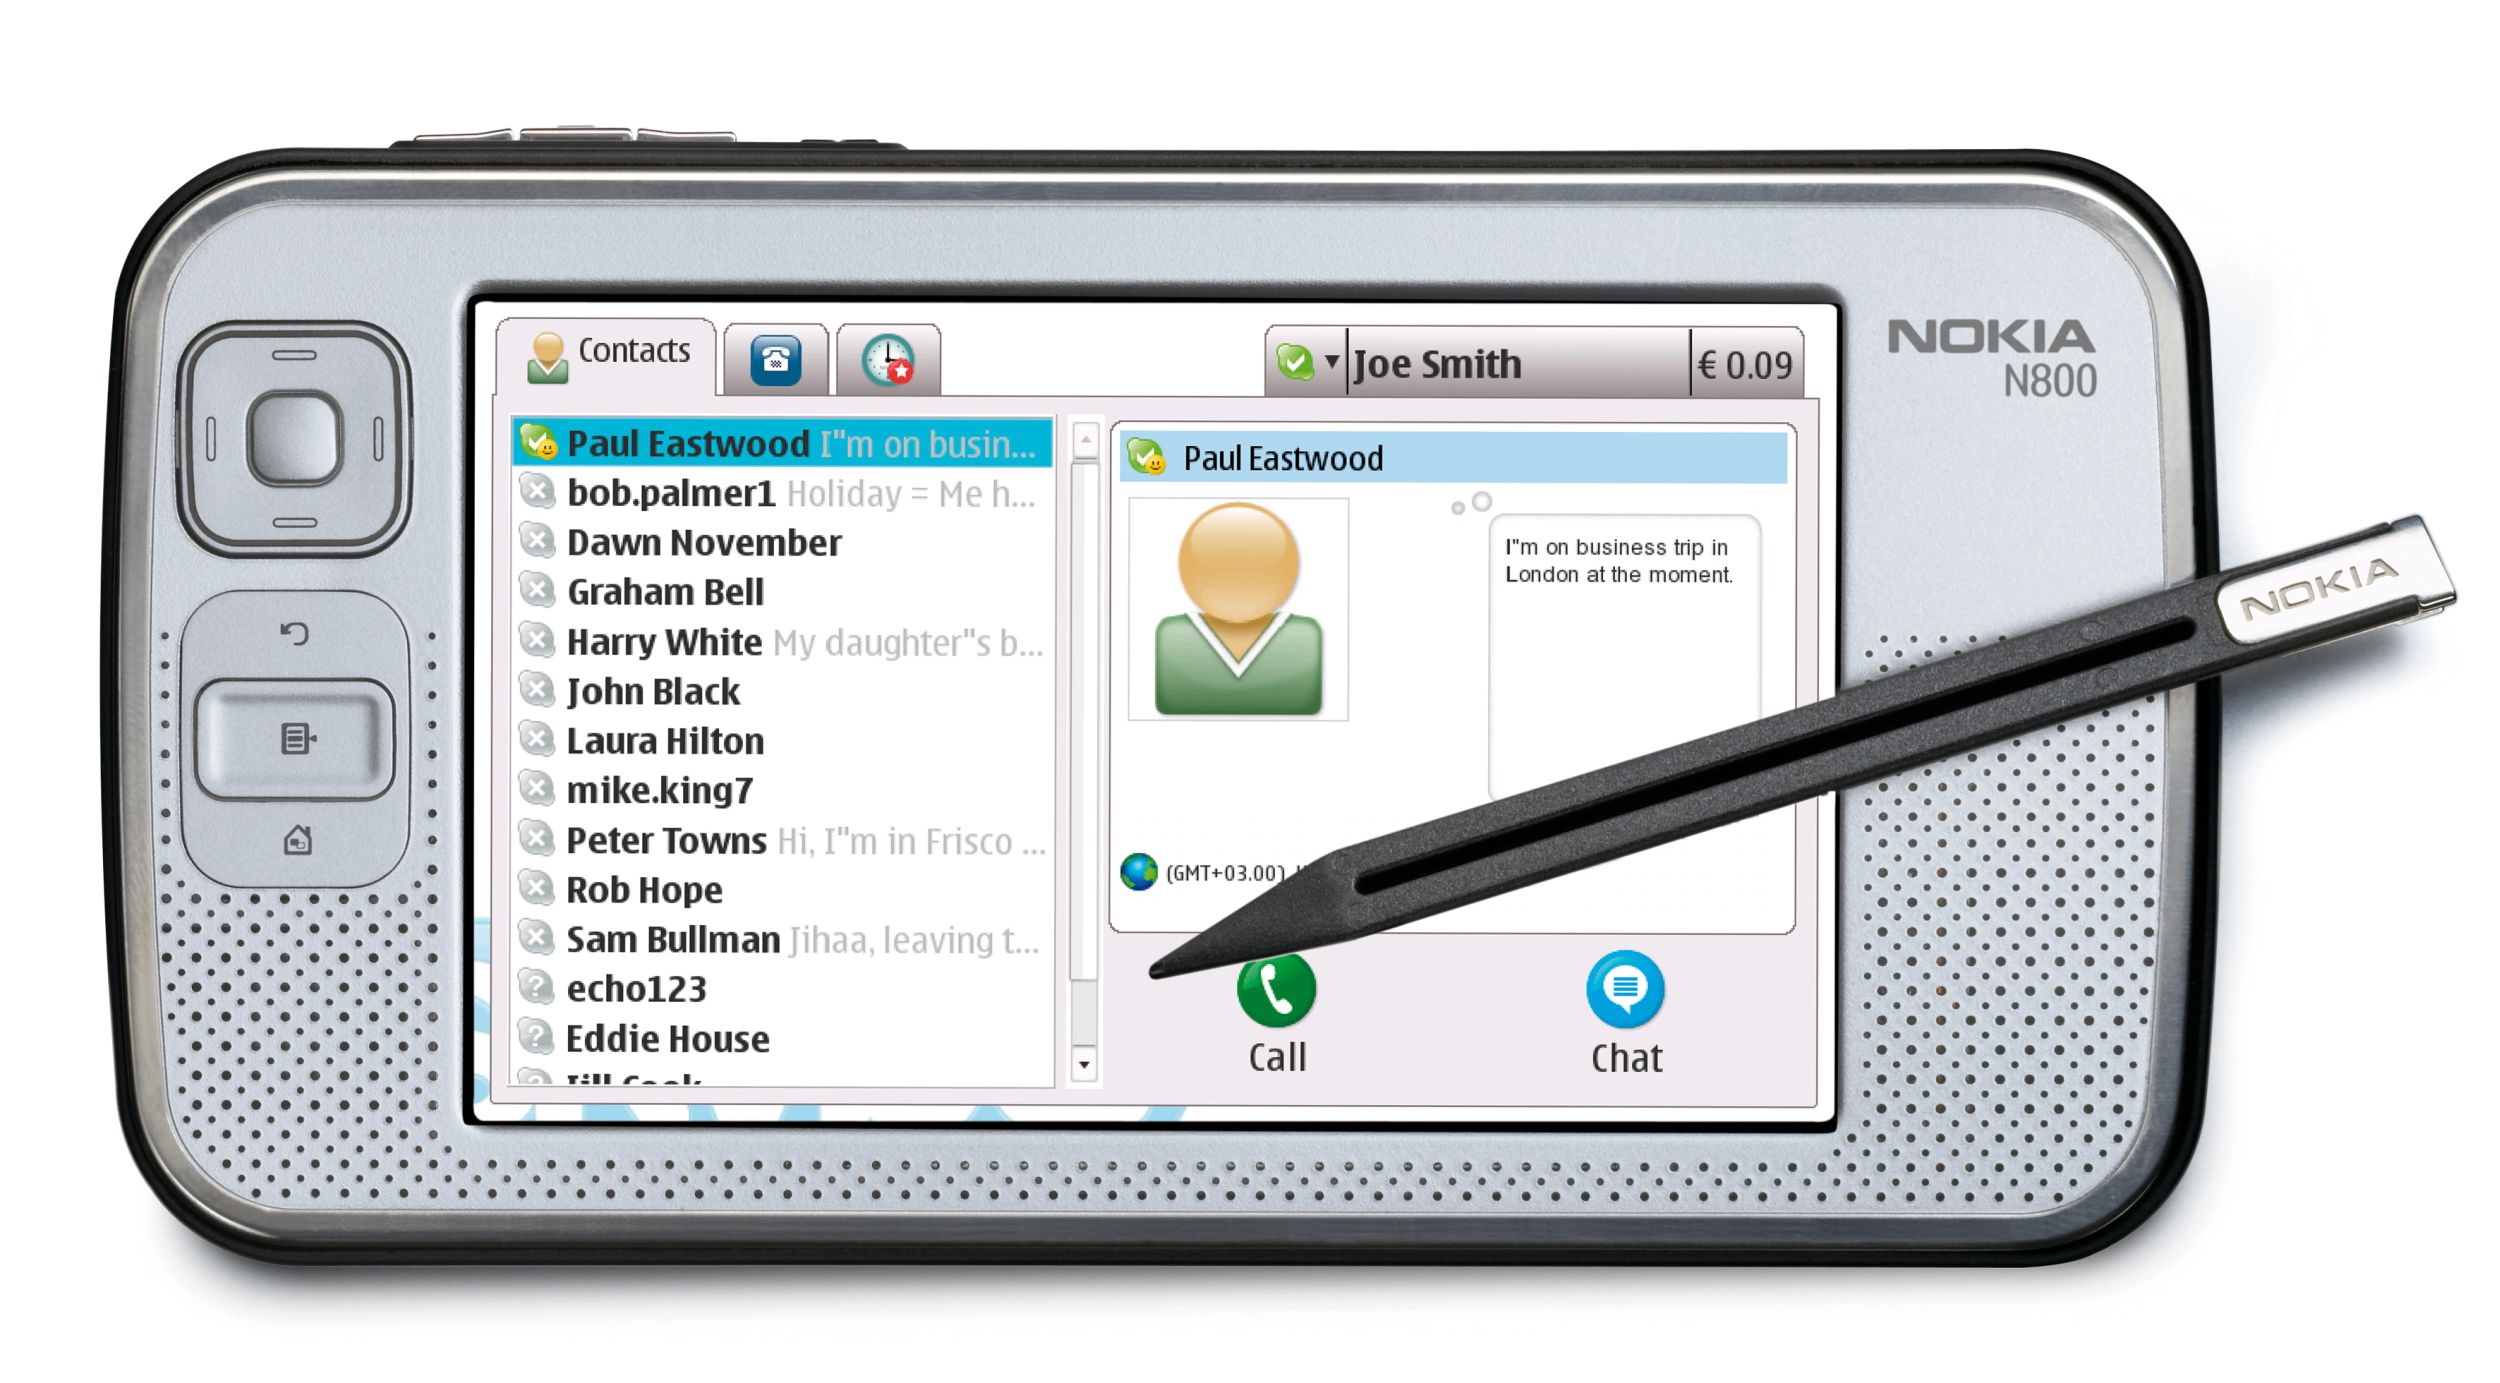 Contacts
Joe Smith
€ 0.09
NOKIA
N800
Paul Eastwood I"m on busin...
bob.palmer1 Holiday = Me h...
Dawn November
Graham Bell
Harry White My daughter"s b...
John Black
Laura Hilton
mike.king7
Peter Towns Hi, I"m in Frisco ...
Rob Hope
Sam Bullman Jihaa, leaving t...
echo123
Eddie House
Paul Eastwood
I"m on business trip in
London at the moment.
(GMT+03.00)
Call
Chat
NOKIA